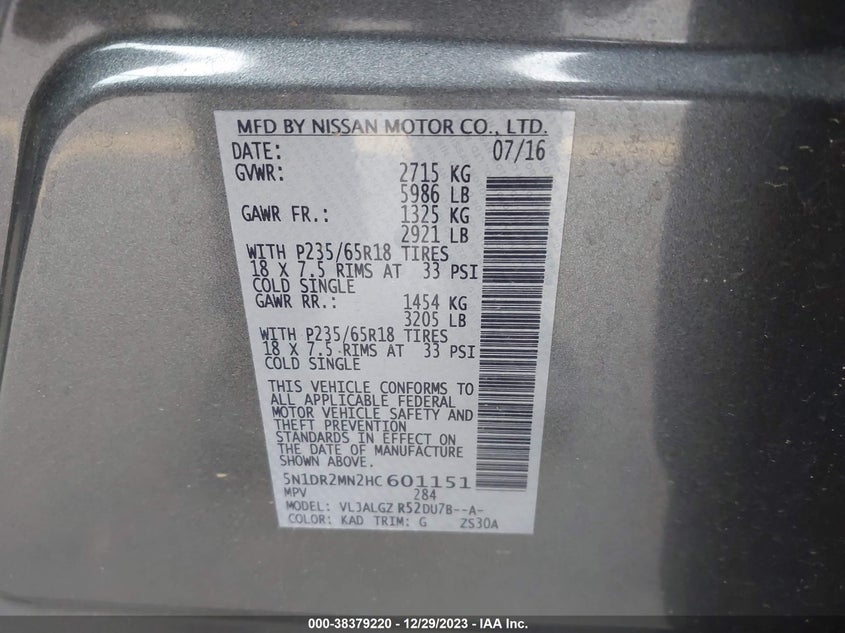 MFD BY NISSAN MOTOR CO., LTD.
DATE: 07/16
GVWR: 2715 KG
5986 LB
GAWR FR.: 1325 KG
2921 LB
WITH P235/65R18 TIRES
18 X 7.5 RIMS AT 33 PSI
COLD SINGLE
GAWR RR.: 1454 KG
3205 LB
WITH P235/65R18 TIRES
18 X 7.5 RIMS AT 33 PSI
COLD SINGLE
THIS VEHICLE CONFORMS TO
ALL APPLICABLE FEDERAL
MOTOR VEHICLE SAFETY AND
THEFT PREVENTION
STANDARDS IN EFFECT ON
THE DATE OF MANUFACTURE
SHOWN ABOVE.
5N1DR2MN2HC601151
MPV 284
MODEL: VLJALGZ R52DU7B--A-
COLOR: KAD TRIM: G ZS30A
000-38379220 - 12/29/2023 - IAA Inc.